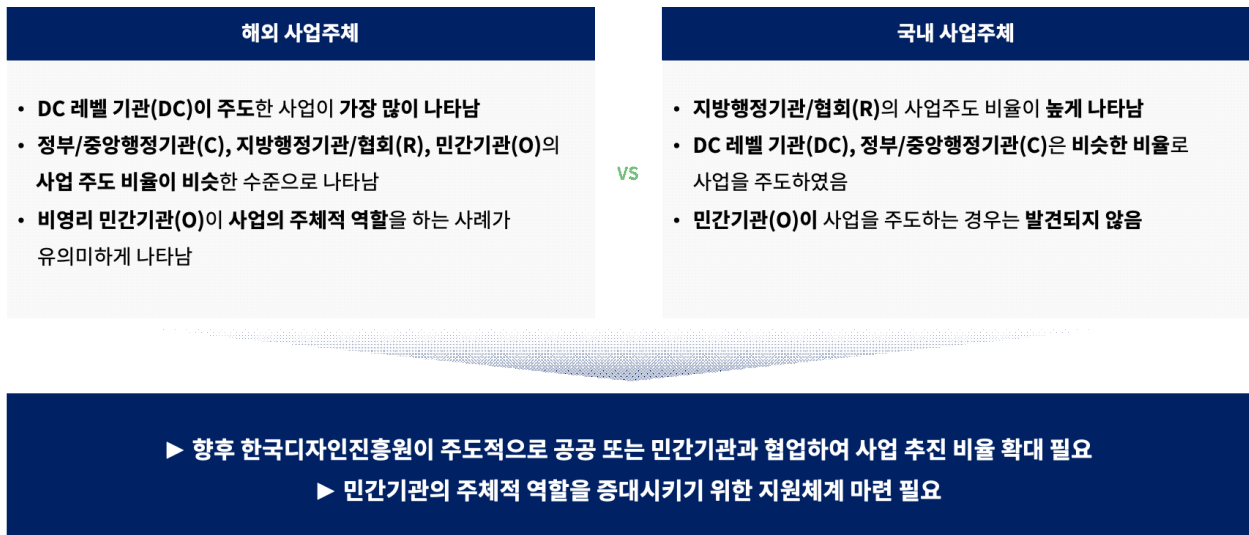 해외 사업주체
• DC 레벨 기관(DC)이 주도한 사업이 가장 많이 나타남
• 정부/중앙행정기관(C), 지방행정기관/협회(R), 민간기관(O)의
사업 주도 비율이 비슷한 수준으로 나타남
• 비영리 민간기관(O)이 사업의 주체적 역할을 하는 사례가
유의미하게 나타남
vs
국내 사업주체
• 지방행정기관/협회(R)의 사업주도 비율이 높게 나타남
• DC 레벨 기관(DC), 정부/중앙행정기관(C)은 비슷한 비율로
사업을 주도하였음
• 민간기관(O)이 사업을 주도하는 경우는 발견되지 않음
► 향후 한국디자인진흥원이 주도적으로 공공 또는 민간기관과 협업하여 사업 추진 비율 확대 필요
► 민간기관의 주체적 역할을 증대시키기 위한 지원체계 마련 필요